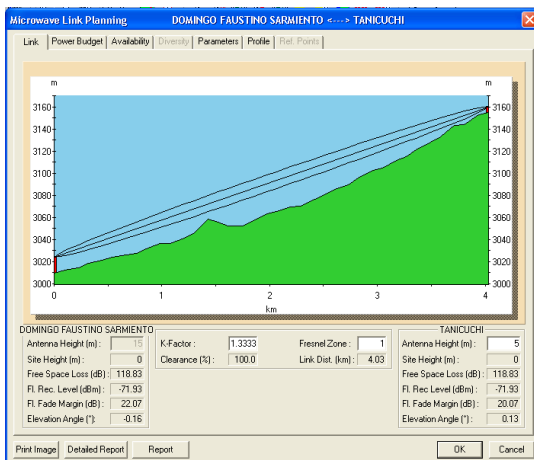 Microwave Link Planning DOMINGO FAUSTINO SARMIENTO <---> TANICUCHI
Link Power Budget Availability Diversity Parameters Profile Ref. Points
m m
3160 3160
3140 3140
3120 3120
3100 3100
3080 3080
3060 3060
3040 3040
3020 3020
3000 3000
0 1 2 3 4
km
DOMINGO FAUSTINO SARMIENTO TANICUCHI
Antenna Height (m) : 15 K-Factor : 1.3333 Fresnel Zone : 1 Antenna Height (m) : 5
Site Height (m) : 0 Clearance (%) : 100.0 Link Dist. (km) : 4.03 Site Height (m) : 0
Free Space Loss (dB) : 118.83 Free Space Loss (dB) : 118.83
Fl. Rec. Level (dBm) : -71.93 Fl. Rec. Level (dBm) : -71.93
Fl. Fade Margin (dB) : 22.07 Fl. Fade Margin (dB) : 20.07
Elevation Angle (°): -0.16 Elevation Angle (°) : 0.13
Print Image Detailed Report Report OK Cancel